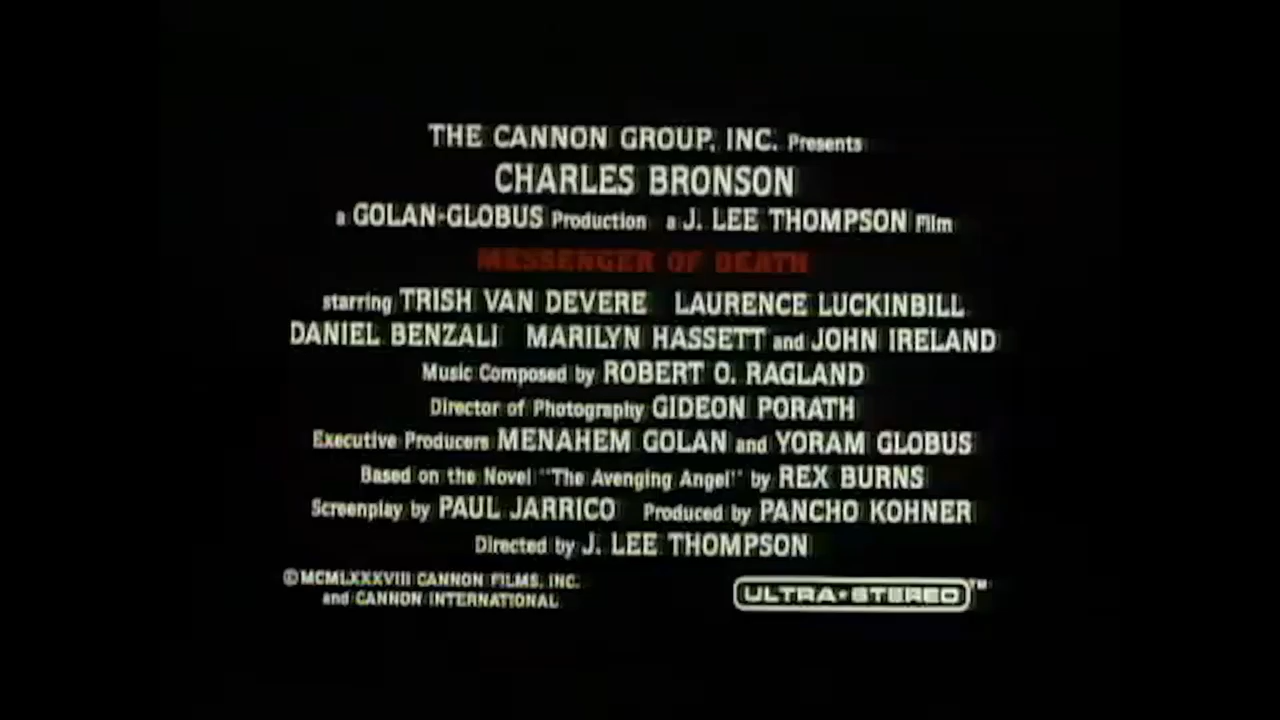 THE CANNON GROUP, INC. Presents
CHARLES BRONSON
a GOLAN-GLOBUS Production a J. LEE THOMPSON Film
MESSENGER OF DEATH
starring TRISH VAN DEVERE LAURENCE LUCKINBILL
DANIEL BENZALI MARILYN HASSETT and JOHN IRELAND
Music Composed by ROBERT O. RAGLAND
Director of Photography GIDEON PORATH
Executive Producers MENAHEM GOLAN and YORAM GLOBUS
Based on the Novel "The Avenging Angel" by REX BURNS
Screenplay by PAUL JARRICO Produced by PANCHO KOHNER
Directed by J. LEE THOMPSON
©MCMLXXXVIII CANNON FILMS, INC.
and CANNON INTERNATIONAL
ULTRA•STEREO™